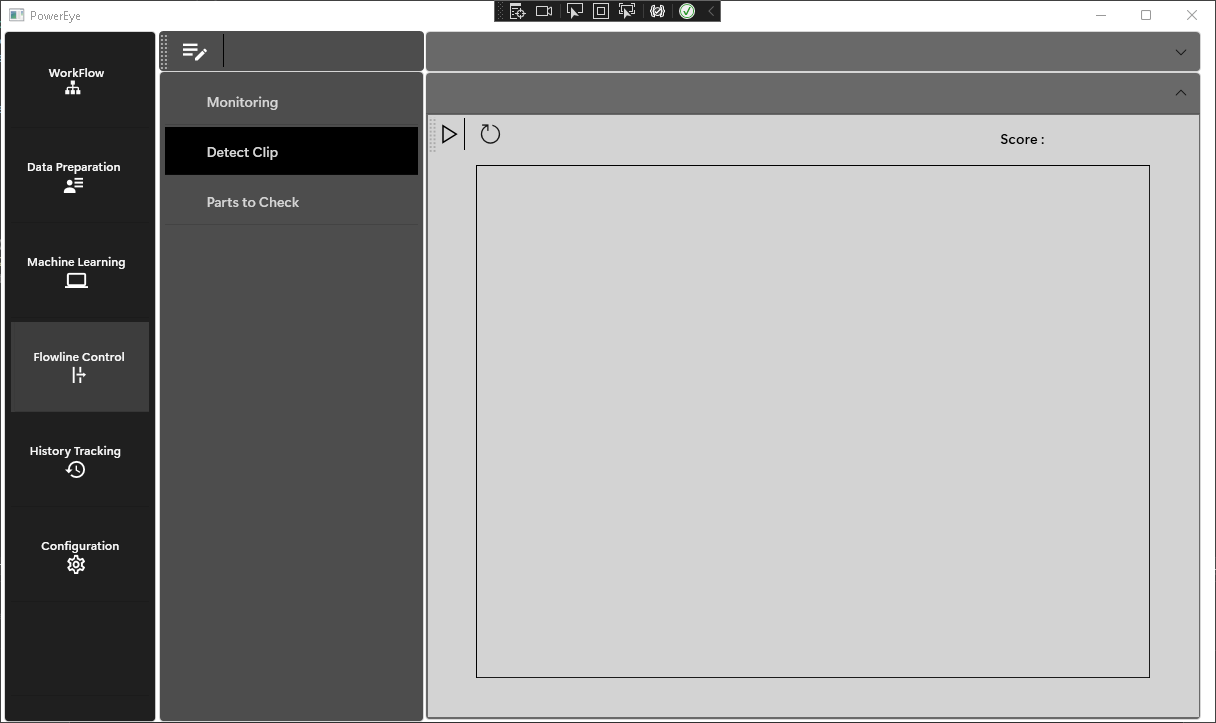 PowerEye
WorkFlow
Data Preparation
Machine Learning
Flowline Control
History Tracking
Configuration
Monitoring
Detect Clip
Parts to Check
Score :